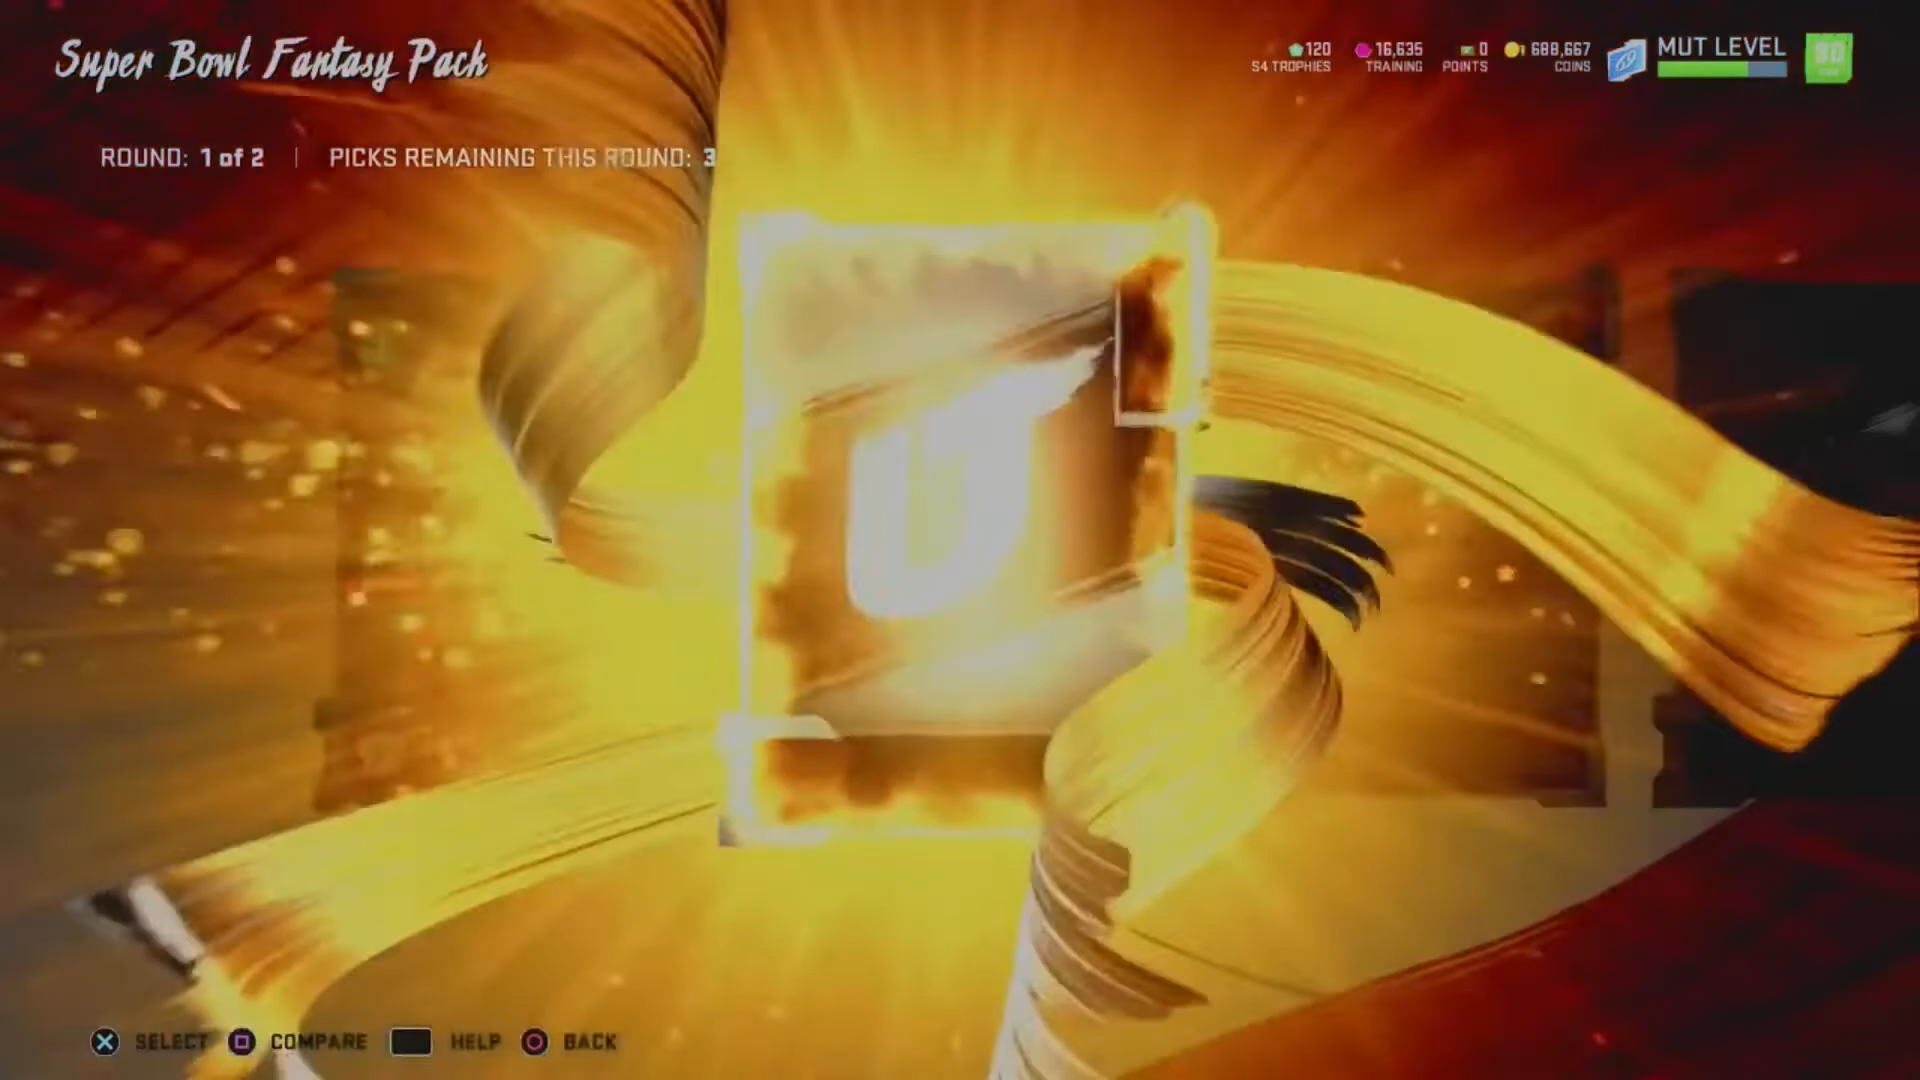 Super Bowl Fantasy Pack
120
S4 TROPHIES
16,635
TRAINING
0
POINTS
688,667
COINS
MUT LEVEL
ROUND: 1 of 2 | PICKS REMAINING THIS ROUND: 3
U
SELECT COMPARE HELP BACK